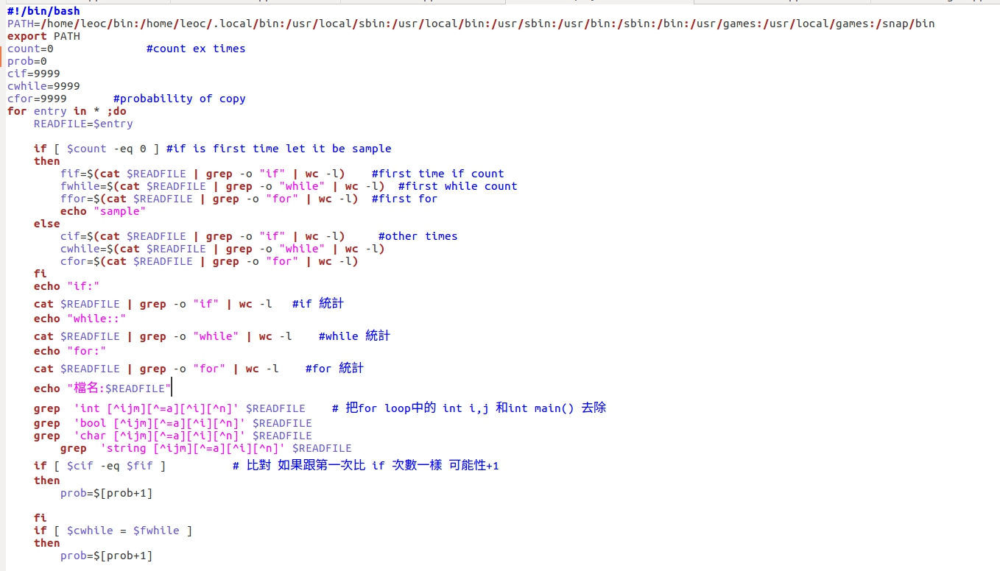 #!/bin/bash
PATH=/home/leoc/bin:/home/leoc/.local/bin:/usr/local/sbin:/usr/local/bin:/usr/sbin:/usr/bin:/sbin:/bin:/usr/games:/usr/local/games:/snap/bin
export PATH
count=0              #count ex times
prob=0
cif=9999
cwhile=9999
cfor=9999       #probability of copy
for entry in * ;do
    READFILE=$entry

    if [ $count -eq 0 ] #if is first time let it be sample
    then
        fif=$(cat $READFILE | grep -o "if" | wc -l)    #first time if count
        fwhile=$(cat $READFILE | grep -o "while" | wc -l)  #first while count
        ffor=$(cat $READFILE | grep -o "for" | wc -l)  #first for
        echo "sample"
    else
        cif=$(cat $READFILE | grep -o "if" | wc -l)     #other times
        cwhile=$(cat $READFILE | grep -o "while" | wc -l)
        cfor=$(cat $READFILE | grep -o "for" | wc -l)
    fi
    echo "if:"
    cat $READFILE | grep -o "if" | wc -l   #if 統計
    echo "while::"
    cat $READFILE | grep -o "while" | wc -l    #while 統計
    echo "for:"
    cat $READFILE | grep -o "for" | wc -l    #for 統計
    echo "檔名:$READFILE"
    grep  'int [^ijm][^=a][^i][^n]' $READFILE    # 把for loop中的 int i,j 和int main() 去除
    grep  'bool [^ijm][^=a][^i][^n]' $READFILE
    grep  'char [^ijm][^=a][^i][^n]' $READFILE
        grep  'string [^ijm][^=a][^i][^n]' $READFILE
    if [ $cif -eq $fif ]          # 比對 如果跟第一次比 if 次數一樣 可能性+1
    then
        prob=$[prob+1]

    fi
    if [ $cwhile = $fwhile ]
    then
        prob=$[prob+1]